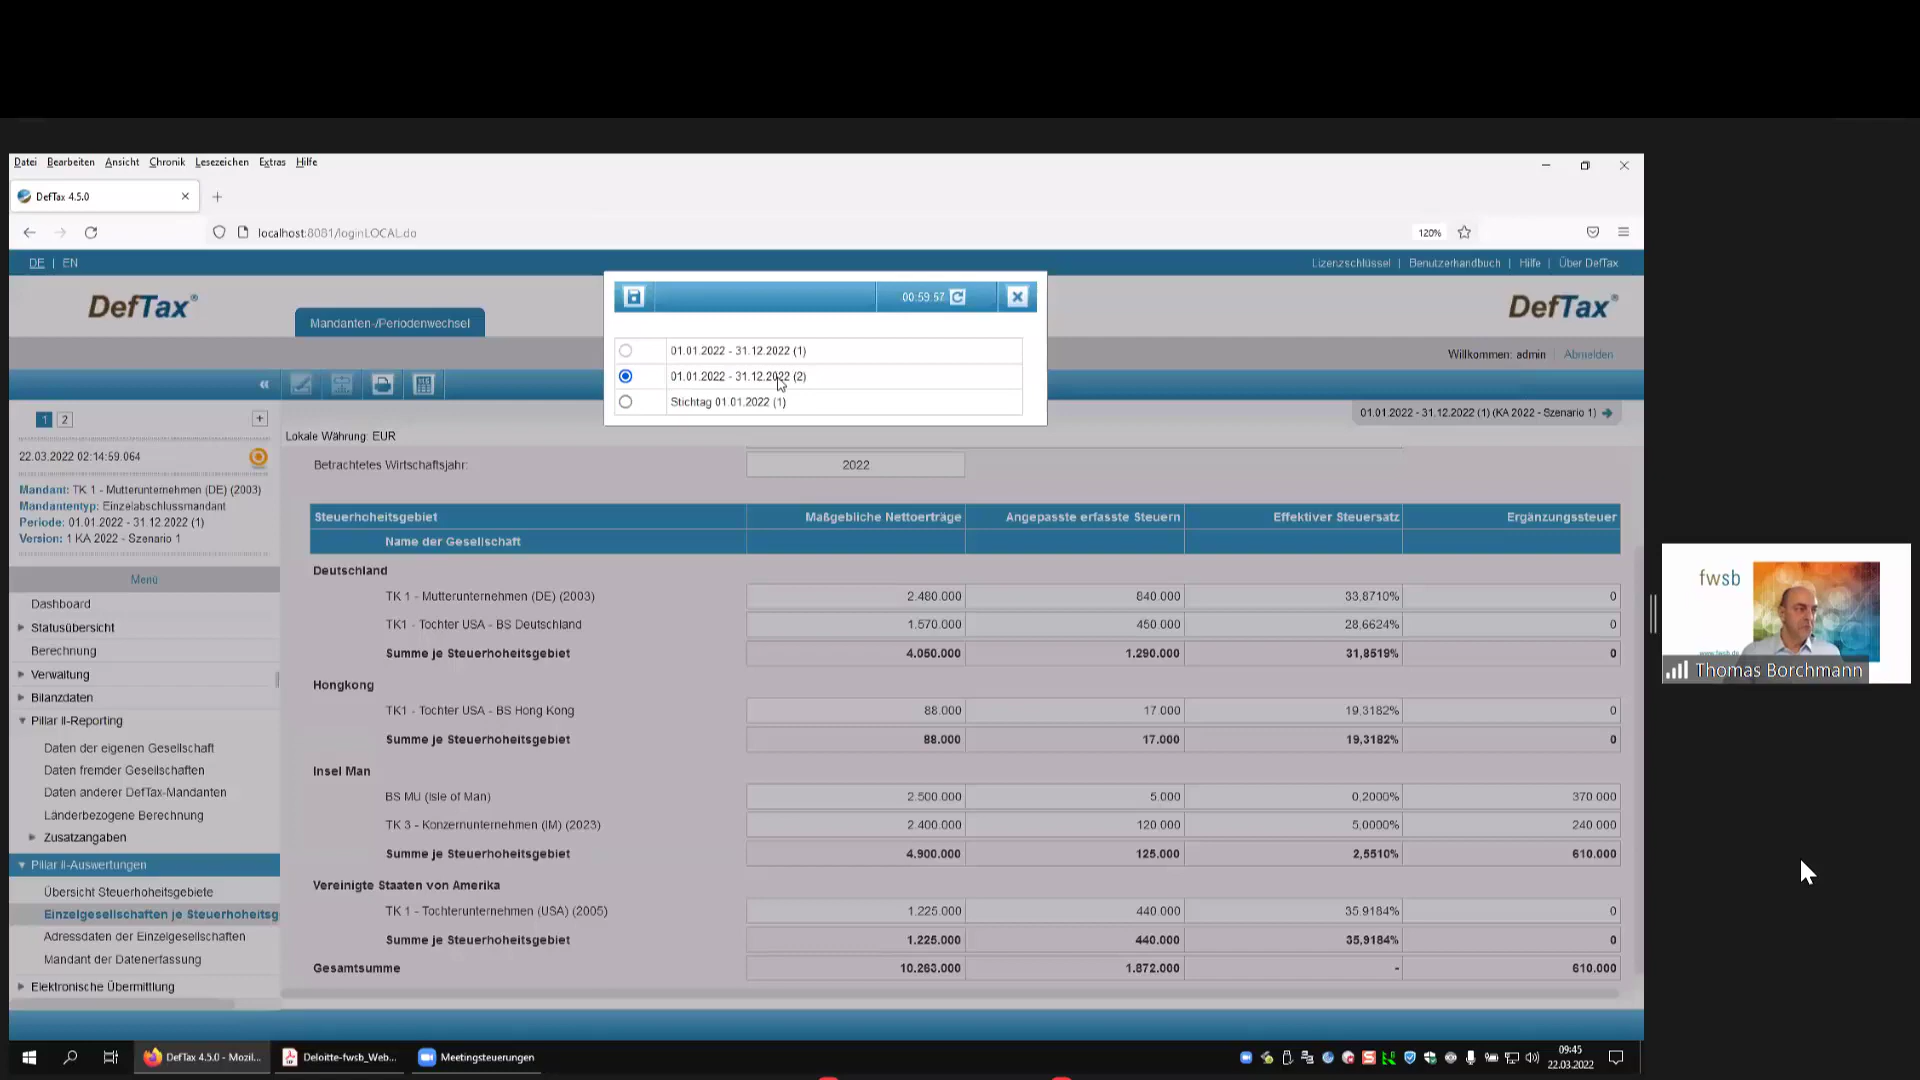 Datei Bearbeiten Ansicht Chronik Lesezeichen Extras Hilfe
DefTax 4.5.0
localhost:8081/loginLOCAL.do
120%
DE | EN
Lizenzschlüssel | Benutzerhandbuch | Hilfe | Über DefTax
DefTax®
Mandanten-/Periodenwechsel
DefTax®
Willkommen: admin | Abmelden
00:59:57
01.01.2022 - 31.12.2022 (1)
01.01.2022 - 31.12.2022 (2)
Stichtag 01.01.2022 (1)
01.01.2022 - 31.12.2022 (1) (KA 2022 - Szenario 1)
1 2
22.03.2022 02:14:59.064
Mandant: TK 1 - Mutterunternehmen (DE) (2003)
Mandantentyp: Einzelabschlussmandant
Periode: 01.01.2022 - 31.12.2022 (1)
Version: 1 KA 2022 - Szenario 1
Menü
Dashboard
Statusübersicht
Berechnung
Verwaltung
Bilanzdaten
Pillar II-Reporting
Daten der eigenen Gesellschaft
Daten fremder Gesellschaften
Daten anderer DefTax-Mandanten
Länderbezogene Berechnung
Zusatzangaben
Pillar II-Auswertungen
Übersicht Steuerhoheitsgebiete
Einzelgesellschaften je Steuerhoheitsg
Adressdaten der Einzelgesellschaften
Mandant der Datenerfassung
Elektronische Übermittlung
Lokale Währung: EUR
Betrachtetes Wirtschaftsjahr: 2022
Steuerhoheitsgebiet Maßgebliche Nettoerträge Angepasste erfasste Steuern Effektiver Steuersatz Ergänzungssteuer
Name der Gesellschaft
Deutschland
TK 1 - Mutterunternehmen (DE) (2003) 2.480.000 840.000 33,8710% 0
TK1 - Tochter USA - BS Deutschland 1.570.000 450.000 28,6624% 0
Summe je Steuerhoheitsgebiet 4.050.000 1.290.000 31,8519% 0
Hongkong
TK1 - Tochter USA - BS Hong Kong 88.000 17.000 19,3182% 0
Summe je Steuerhoheitsgebiet 88.000 17.000 19,3182% 0
Insel Man
BS MU (Isle of Man) 2.500.000 5.000 0,2000% 370.000
TK 3 - Konzernunternehmen (IM) (2023) 2.400.000 120.000 5,0000% 240.000
Summe je Steuerhoheitsgebiet 4.900.000 125.000 2,5510% 610.000
Vereinigte Staaten von Amerika
TK 1 - Tochterunternehmen (USA) (2005) 1.225.000 440.000 35,9184% 0
Summe je Steuerhoheitsgebiet 1.225.000 440.000 35,9184% 0
Gesamtsumme 10.263.000 1.872.000 - 610.000
fwsb
Thomas Borchmann
DefTax 4.5.0 - Mozil...
Deloitte-fwsb_Web...
Meetingsteuerungen
09:45
22.03.2022